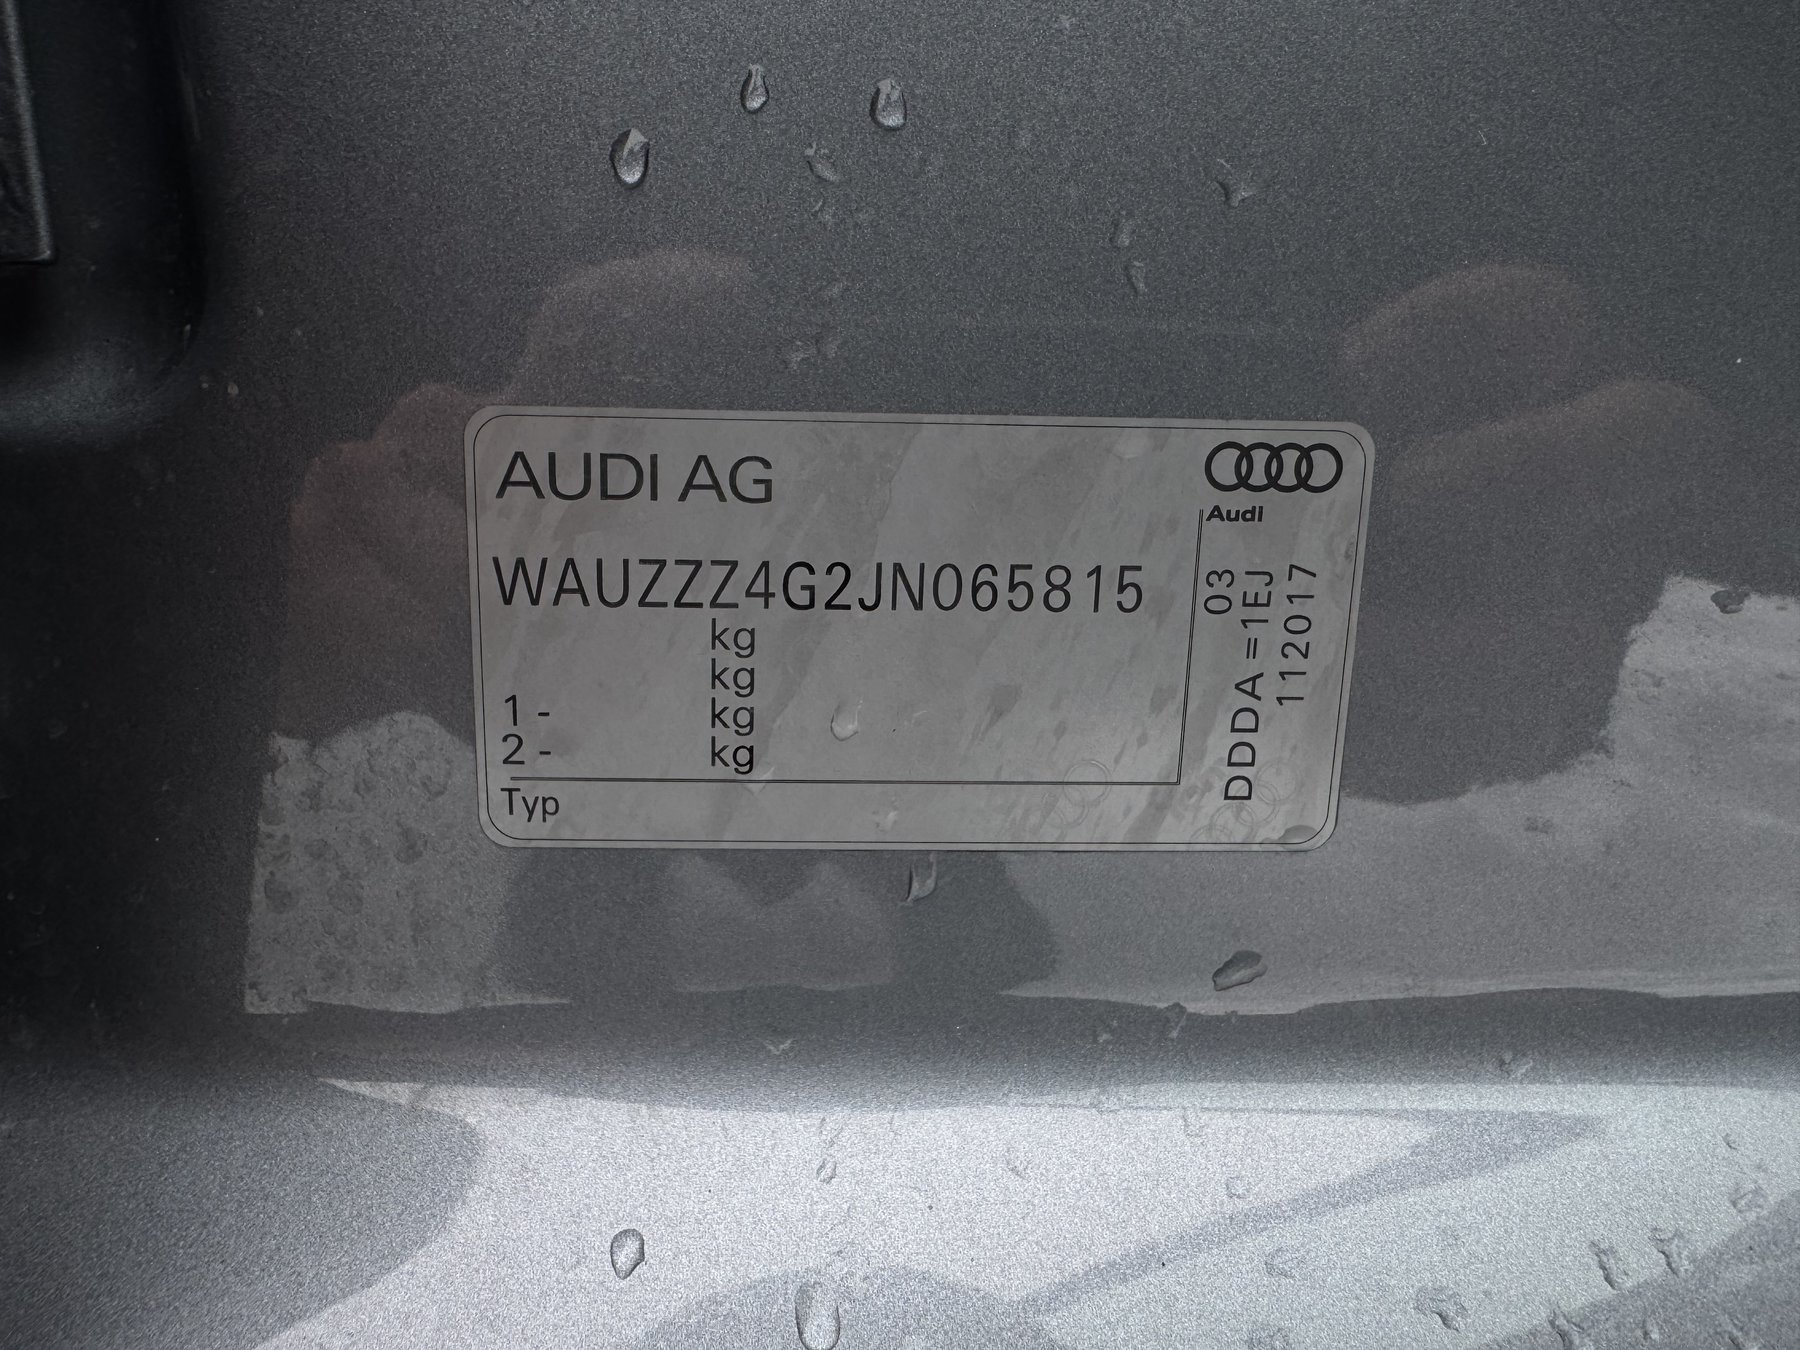 AUDI AG
Audi
WAUZZZ4G2JN065815
kg
kg
1- kg
2- kg
Typ
03
DDDA =1EJ
112017